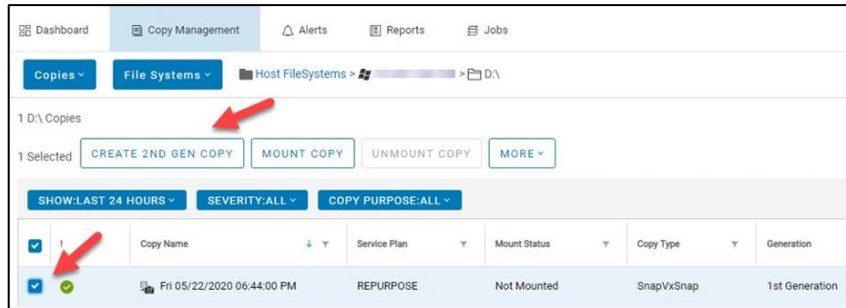 Dashboard Copy Management Alerts Reports Jobs
Copies File Systems Host FileSystems > > D:\
1 D:\ Copies
1 Selected CREATE 2ND GEN COPY MOUNT COPY UNMOUNT COPY MORE
SHOW:LAST 24 HOURS SEVERITY:ALL COPY PURPOSE:ALL
! Copy Name Service Plan Mount Status Copy Type Generation
Fri 05/22/2020 06:44:00 PM REPURPOSE Not Mounted SnapVxSnap 1st Generation